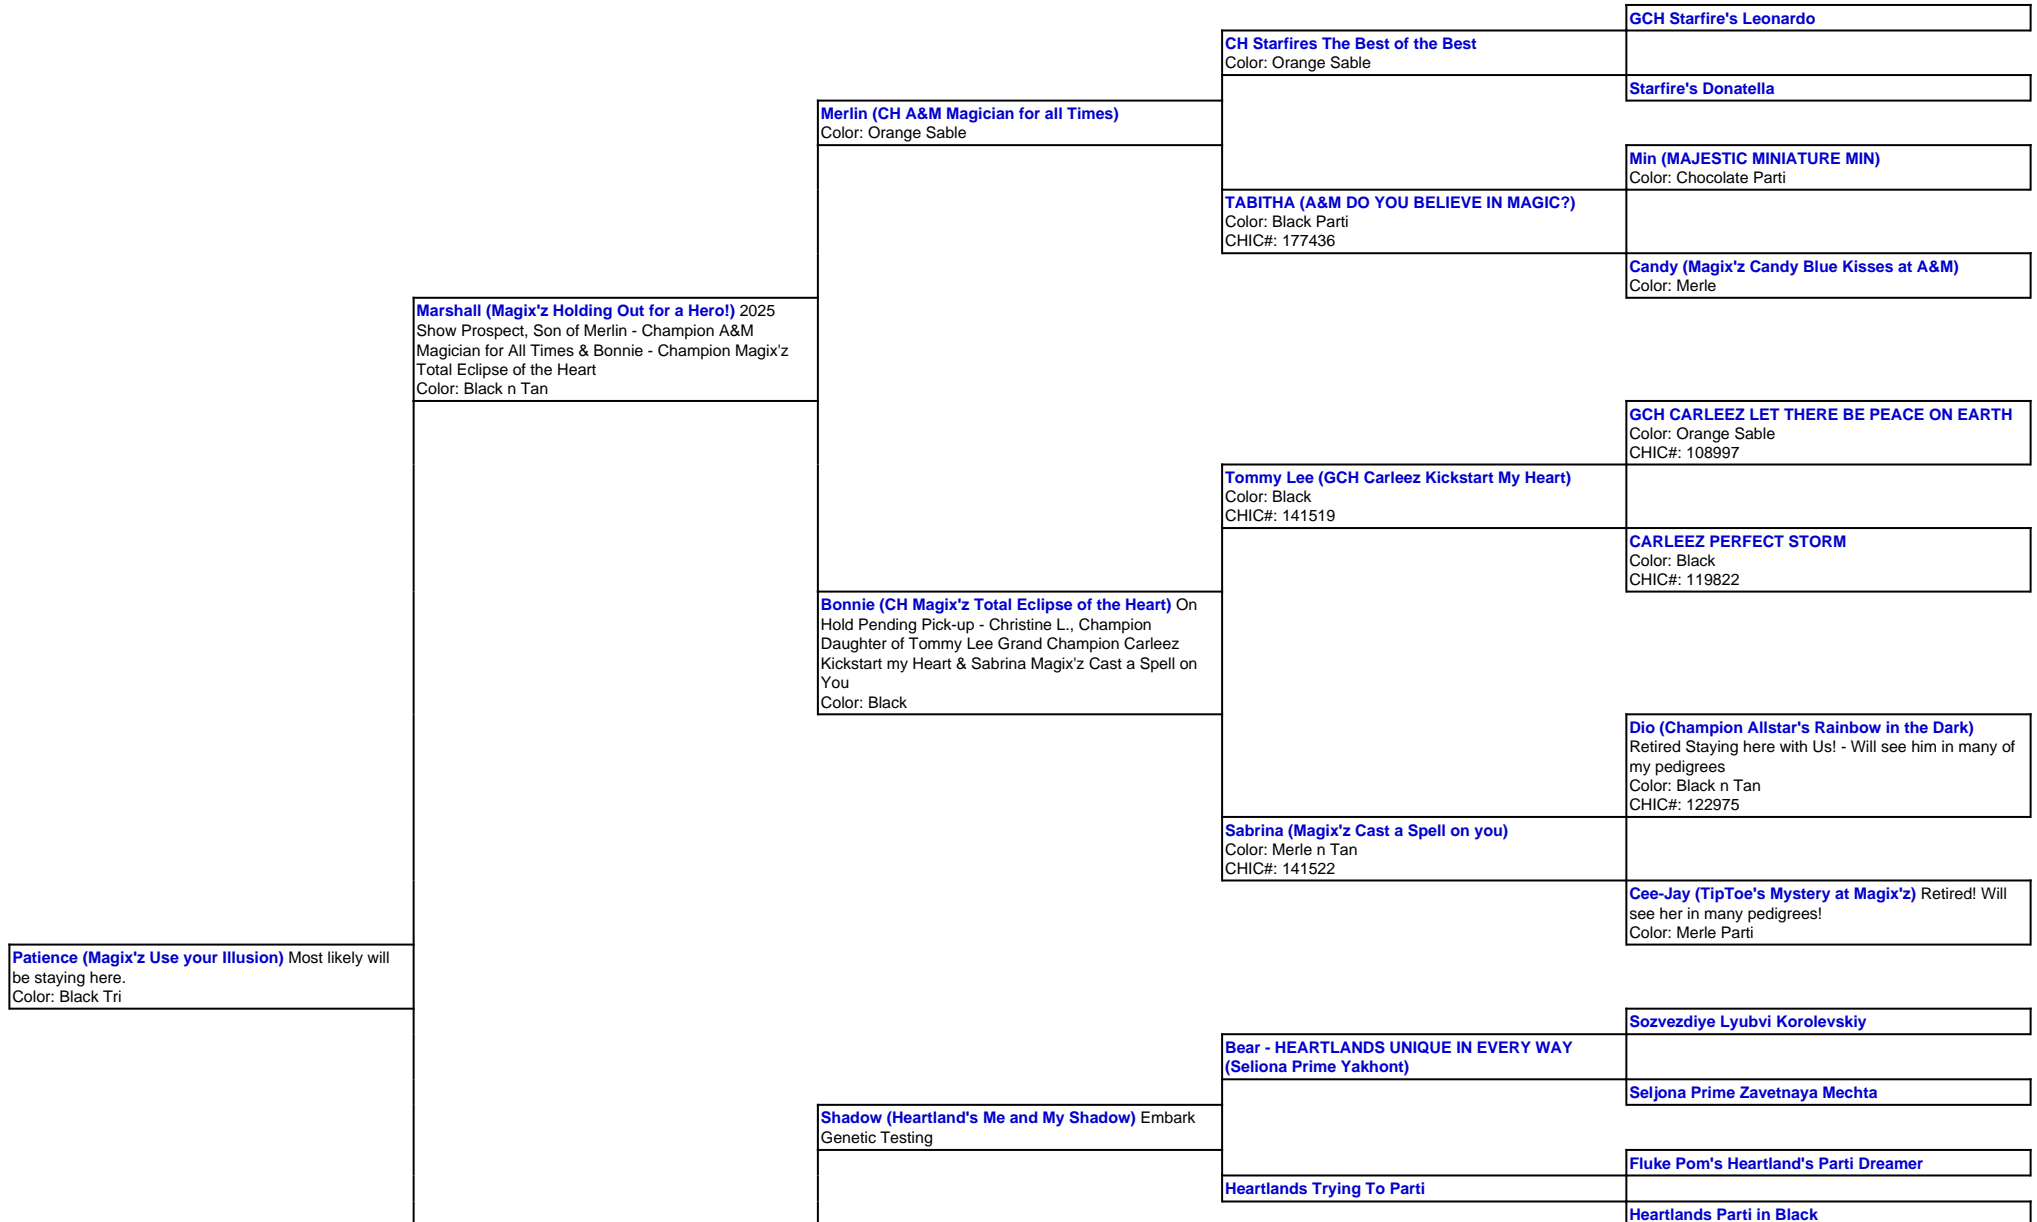 GCH Starfire's Leonardo
CH Starfires The Best of the Best
Color: Orange Sable
Starfire's Donatella
Merlin (CH A&M Magician for all Times)
Color: Orange Sable
Min (MAJESTIC MINIATURE MIN)
Color: Chocolate Parti
TABITHA (A&M DO YOU BELIEVE IN MAGIC?)
Color: Black Parti
CHIC#: 177436
Candy (Magix'z Candy Blue Kisses at A&M)
Color: Merle
Marshall (Magix'z Holding Out for a Hero!) 2025
Show Prospect, Son of Merlin - Champion A&M
Magician for All Times & Bonnie - Champion Magix'z
Total Eclipse of the Heart
Color: Black n Tan
GCH CARLEEZ LET THERE BE PEACE ON EARTH
Color: Orange Sable
CHIC#: 108997
Tommy Lee (GCH Carleez Kickstart My Heart)
Color: Black
CHIC#: 141519
CARLEEZ PERFECT STORM
Color: Black
CHIC#: 119822
Bonnie (CH Magix'z Total Eclipse of the Heart) On
Hold Pending Pick-up - Christine L., Champion
Daughter of Tommy Lee Grand Champion Carleez
Kickstart my Heart & Sabrina Magix'z Cast a Spell on
You
Color: Black
Dio (Champion Allstar's Rainbow in the Dark)
Retired Staying here with Us! - Will see him in many of
my pedigrees
Color: Black n Tan
CHIC#: 122975
Sabrina (Magix'z Cast a Spell on you)
Color: Merle n Tan
CHIC#: 141522
Cee-Jay (TipToe's Mystery at Magix'z) Retired! Will
see her in many pedigrees!
Color: Merle Parti
Patience (Magix'z Use your Illusion) Most likely will
be staying here.
Color: Black Tri
Sozvezdiye Lyubvi Korolevskiy
Bear - HEARTLANDS UNIQUE IN EVERY WAY
(Seliona Prime Yakhont)
Seljona Prime Zavetnaya Mechta
Shadow (Heartland's Me and My Shadow) Embark
Genetic Testing
Fluke Pom's Heartland's Parti Dreamer
Heartlands Trying To Parti
Heartlands Parti in Black